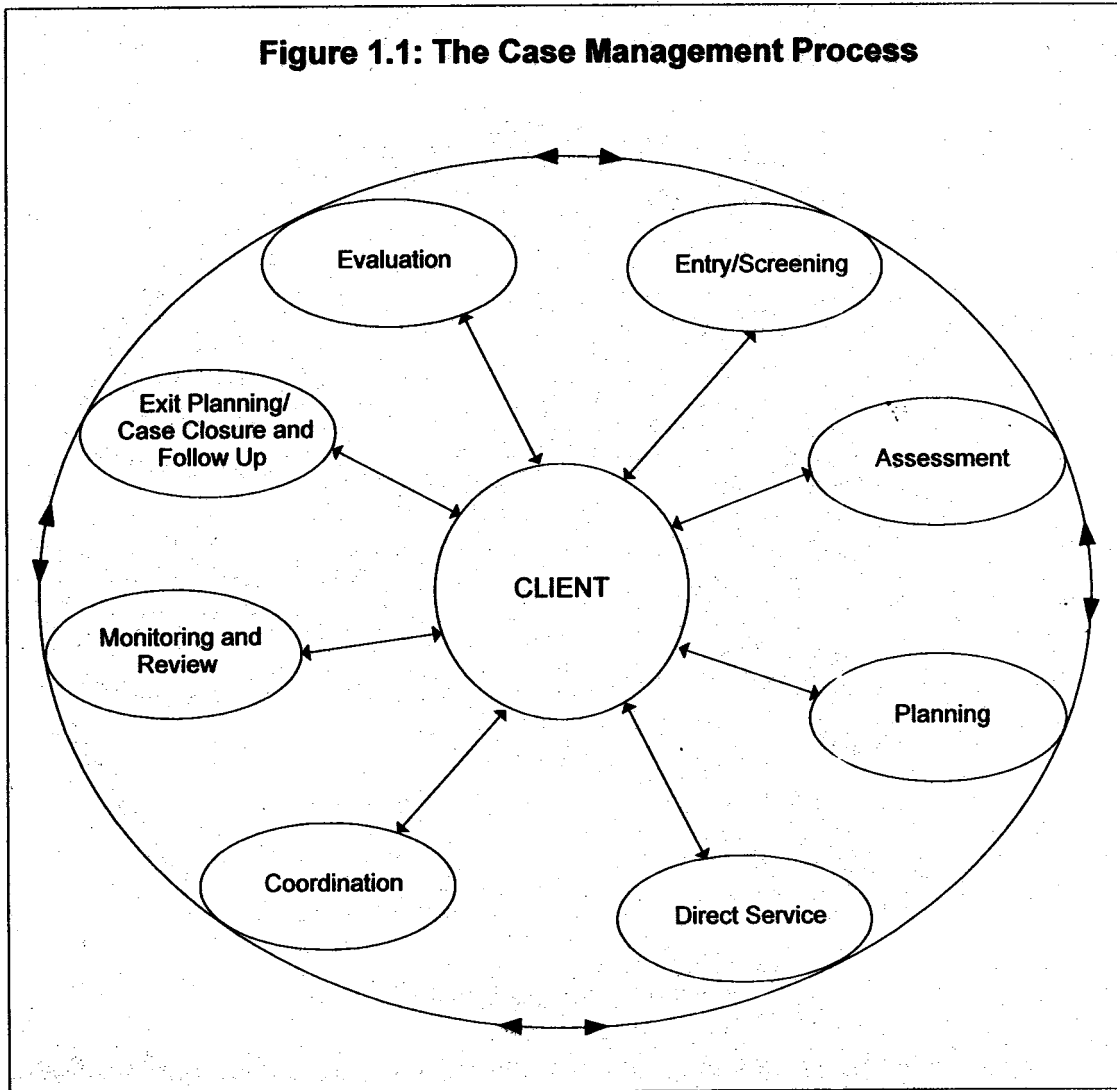 Figure 1.1: The Case Management Process
Evaluation
Entry/Screening
Exit Planning/
Case Closure and
Follow Up
Assessment
CLIENT
Monitoring and
Review
Planning
Coordination
Direct Service